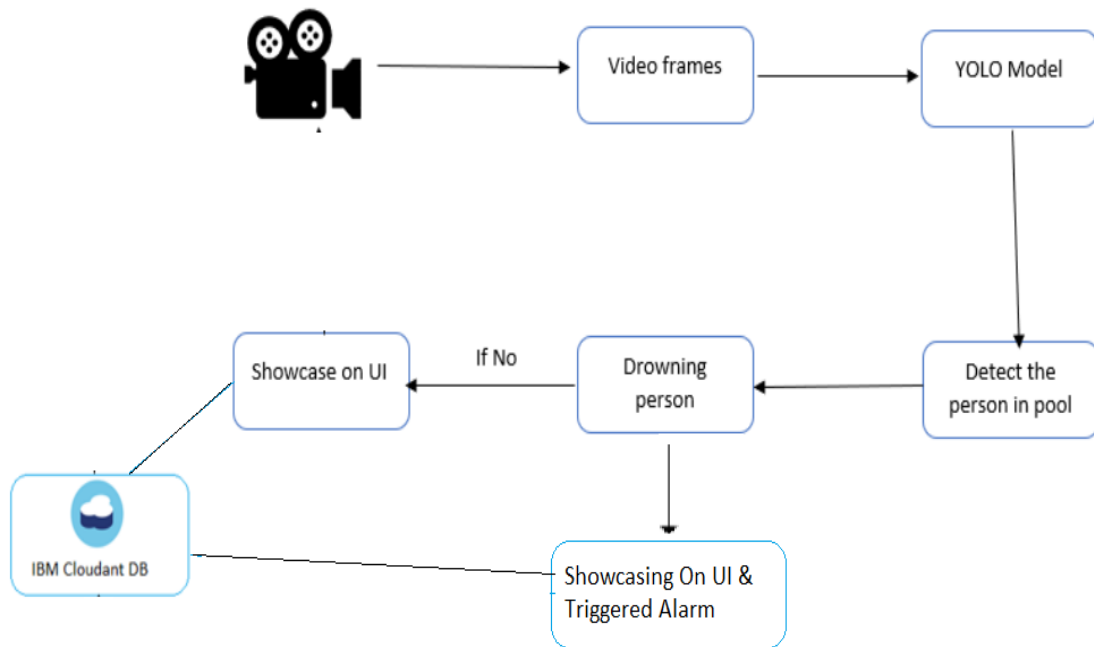 Video frames
YOLO Model
Detect the
person in pool
Drowning
person
If No
Showcase on UI
IBM Cloudant DB
Showcasing On UI &
Triggered Alarm